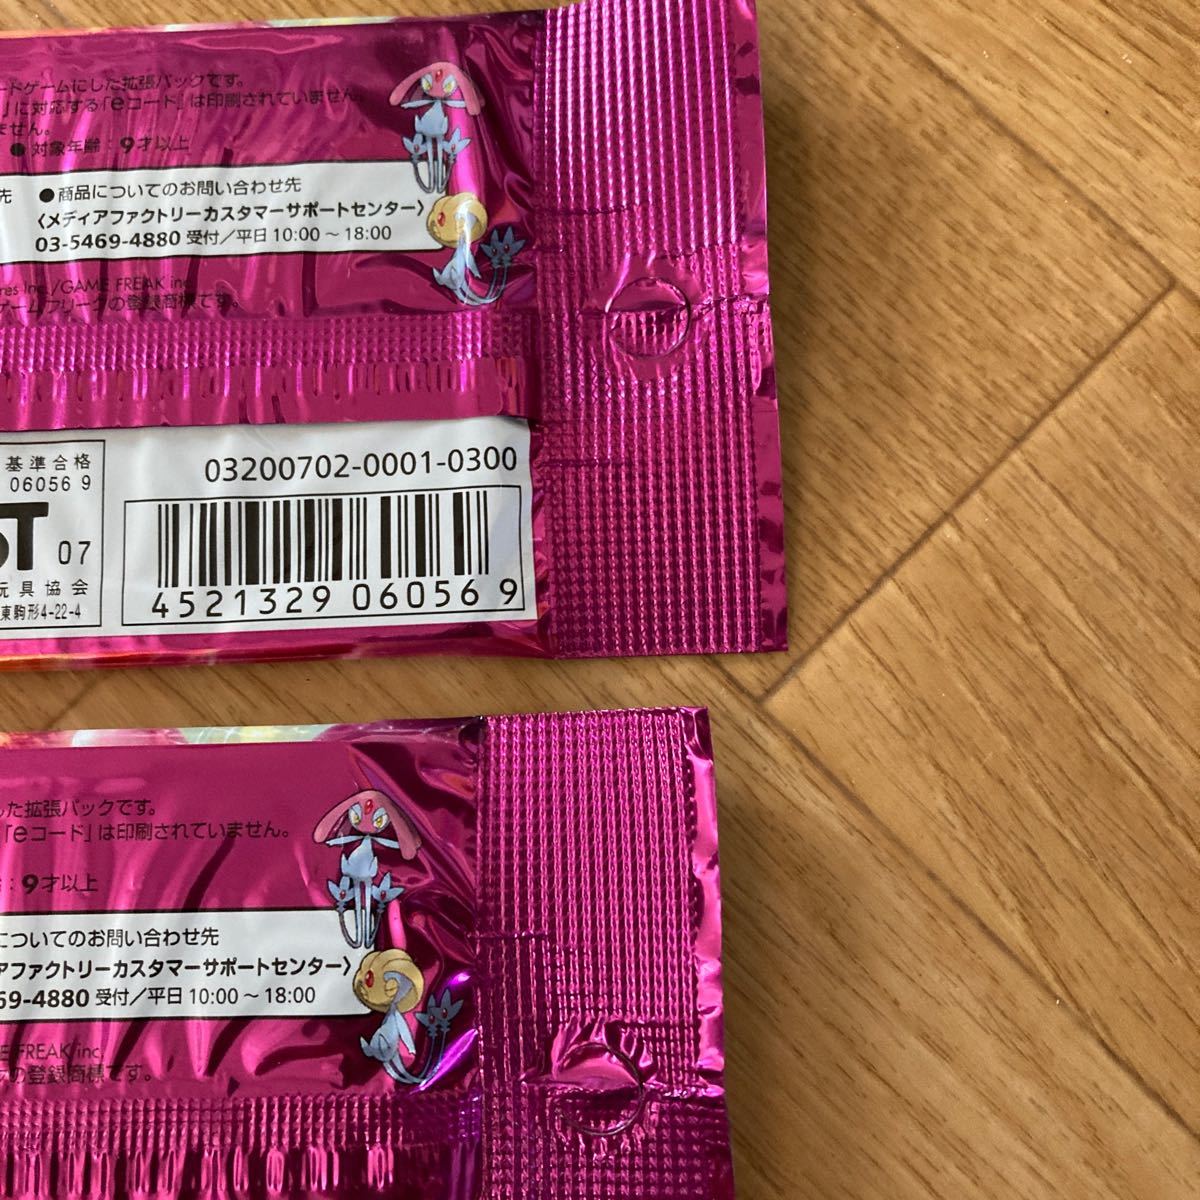 ードゲームにした拡張パックです。
」に対応する「eコード」は印刷されていません。
ません。
●対象年齢：9才以上
先 ●商品についてのお問い合わせ先
〈メディアファクトリーカスタマーサポートセンター〉
03-5469-4880 受付／平日 10:00～18:00
res Inc./GAME FREAK inc.
ゲームフリークの登録商標です。
基準合格
06056 9
ST 07
玩具協会
東駒形4-22-4
03200702-0001-0300
4521329 060569
した拡張パックです。
「eコード」は印刷されていません。
：9才以上
についてのお問い合わせ先
アファクトリーカスタマーサポートセンター〉
69-4880 受付／平日 10:00～18:00
E FREAK inc.
クの登録商標です。